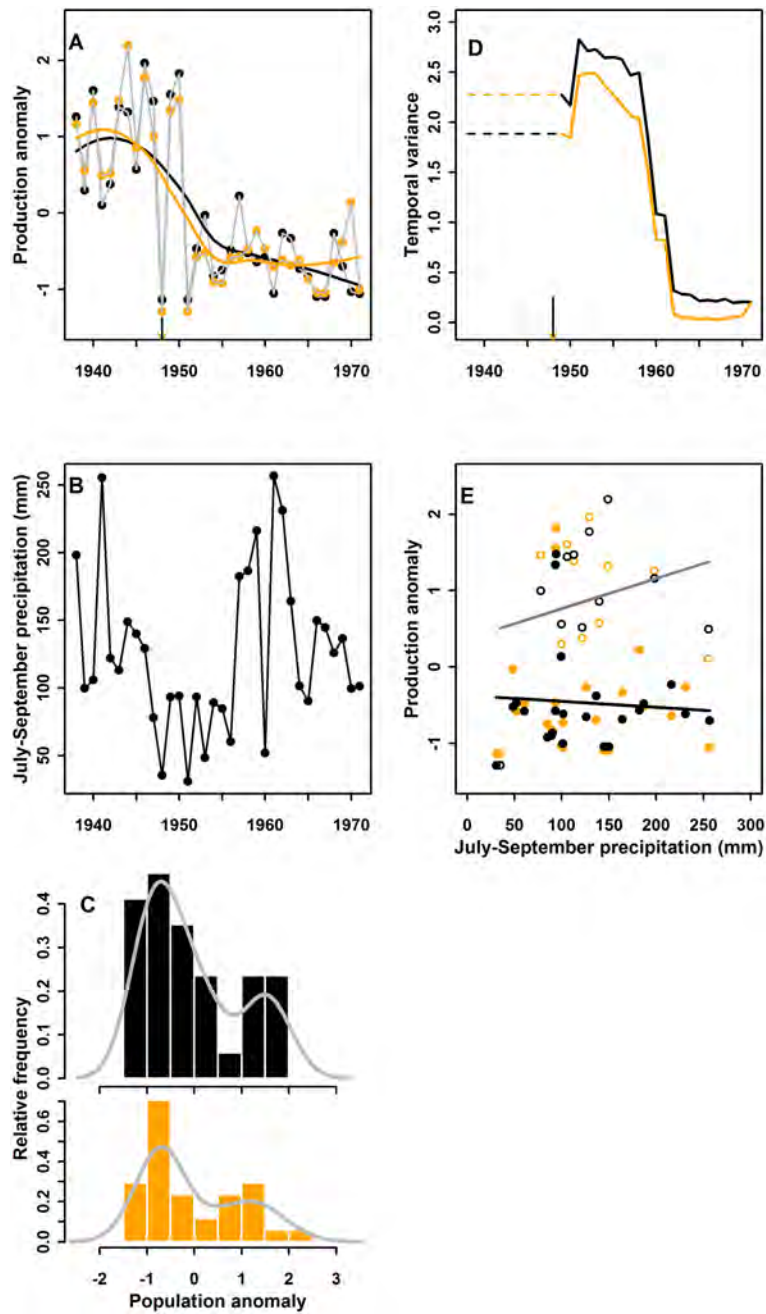 A
Production anomaly
2
1
0
-1
1940 1950 1960 1970
D
Temporal variance
3.0
2.5
2.0
1.5
1.0
0.5
0.0
1940 1950 1960 1970
B
July-September precipitation (mm)
250
200
150
100
50
1940 1950 1960 1970
E
Production anomaly
2
1
0
-1
0 50 100 150 200 250 300
July-September precipitation (mm)
C
Relative frequency
0.4
0.2
0.0
0.6
0.4
0.2
0.0
-2 -1 0 1 2 3
Population anomaly